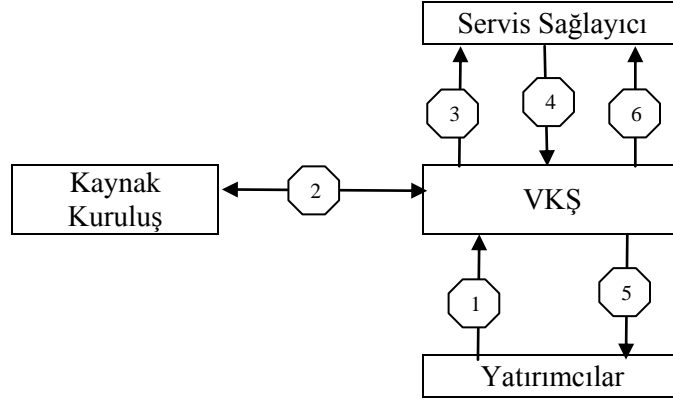 Servis Sağlayıcı
3
4
6
Kaynak
Kuruluş
2
VKŞ
1
5
Yatırımcılar